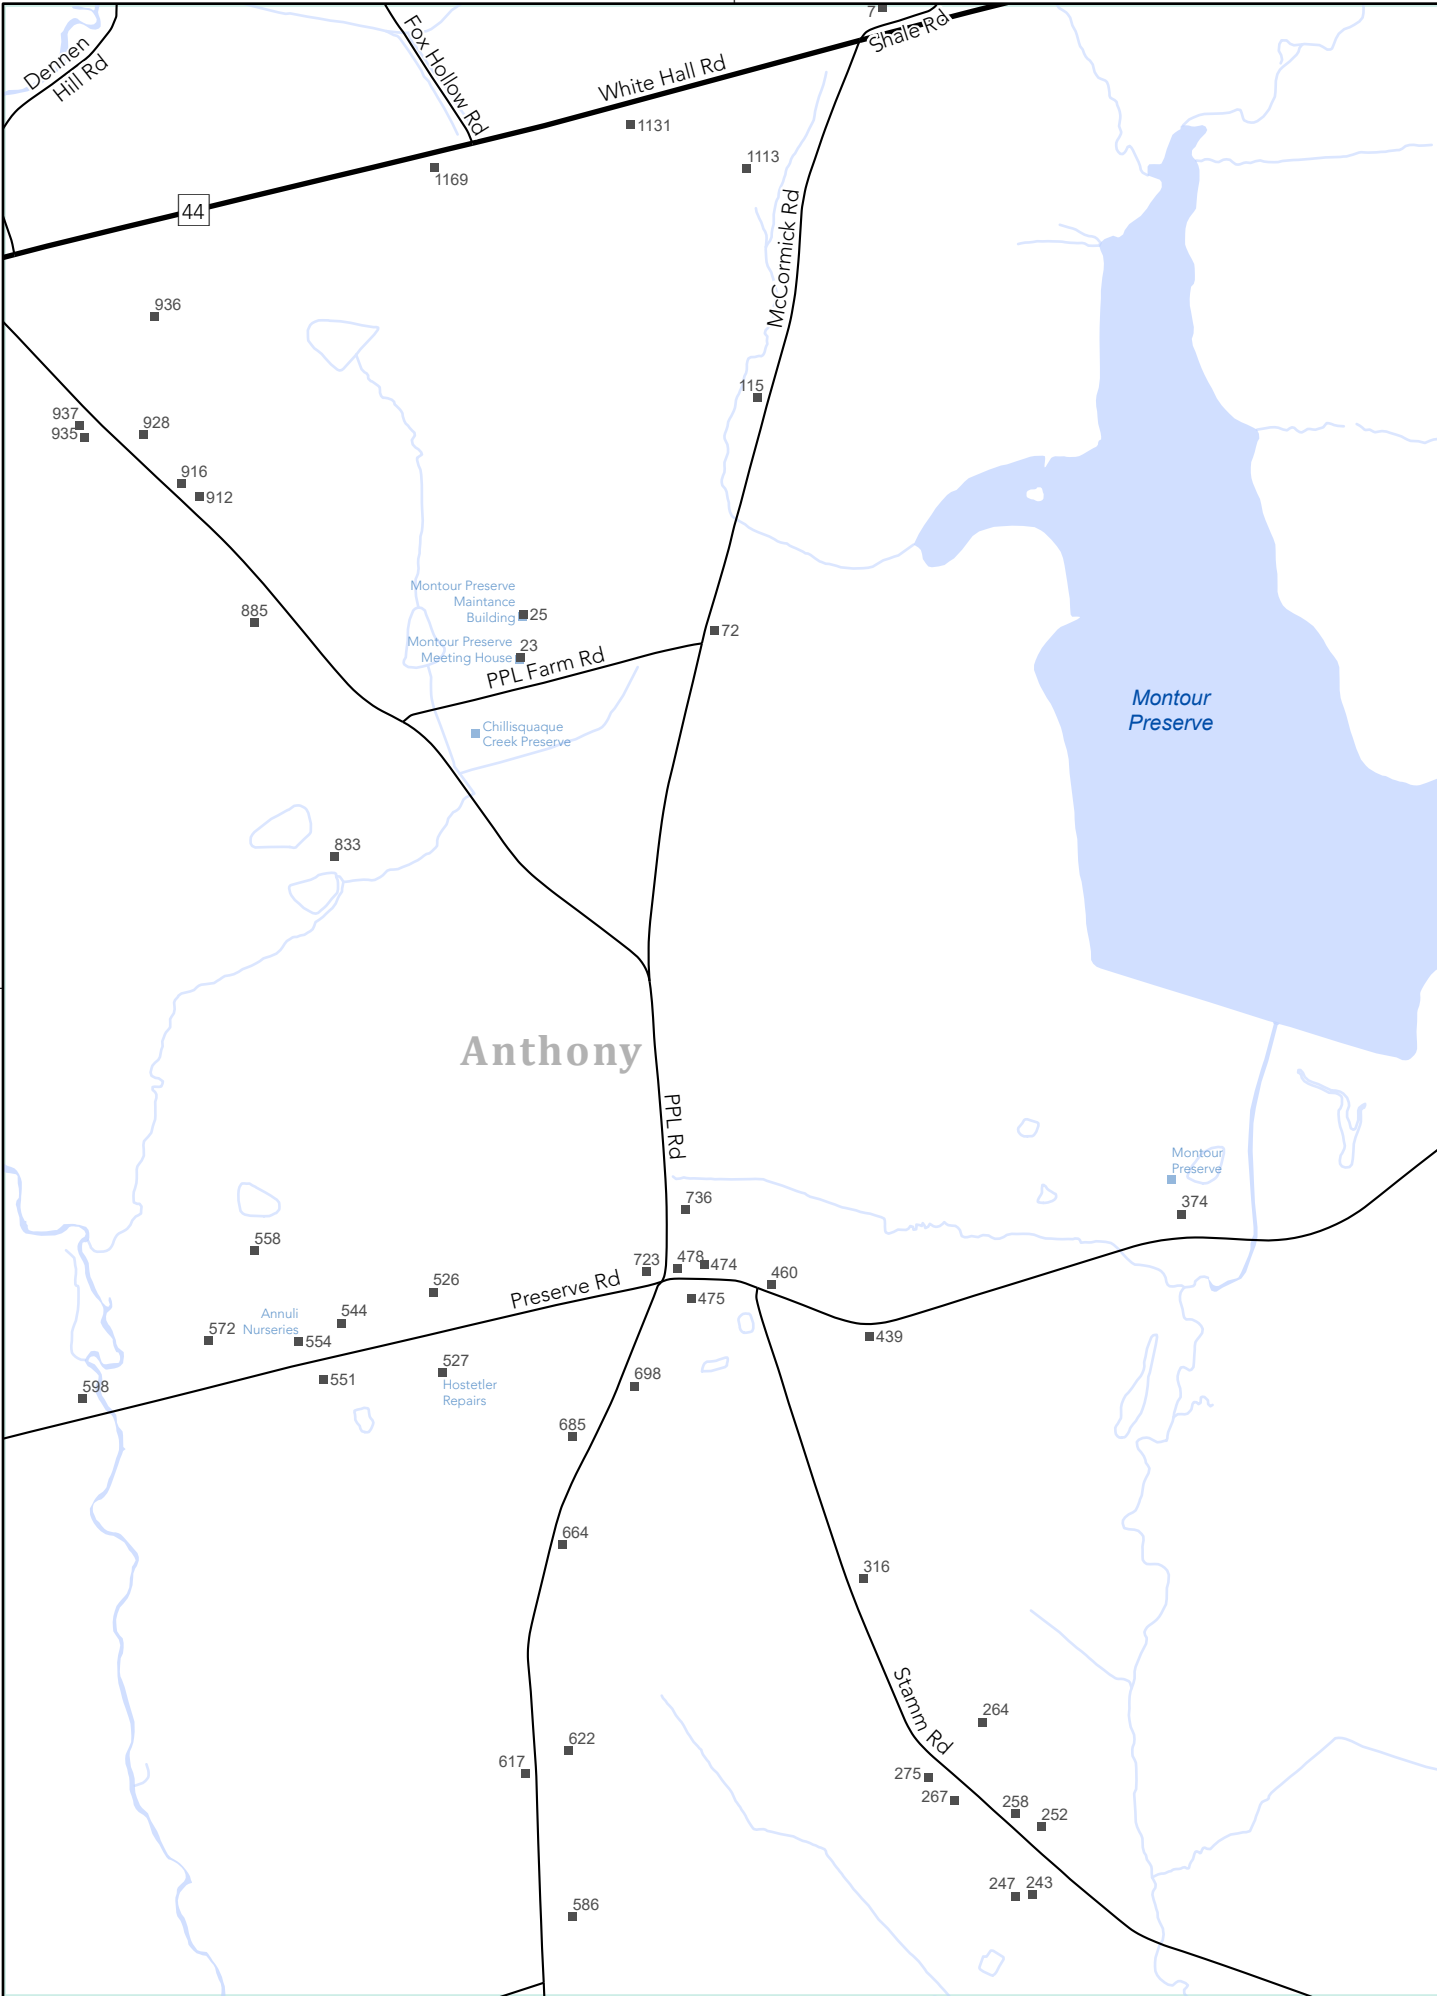 7
Shale Rd
Dennen
Hill Rd
Fox Hollow Rd
White Hall Rd
1131
1113
1169
44
McCormick Rd
936
115
937
935
928
916
912
Montour Preserve
Maintance
Building
25
885
72
Montour Preserve
Meeting House
23
PPL Farm Rd
Chillisquaque
Creek Preserve
Montour
Preserve
833
Anthony
PPL Rd
Montour
Preserve
374
736
558
723
478
474
460
526
Preserve Rd
475
Annuli
Nurseries
544
572
554
439
527
551
Hostetler
Repairs
598
698
685
664
316
Stamm Rd
264
622
617
275
267
258
252
247
243
586